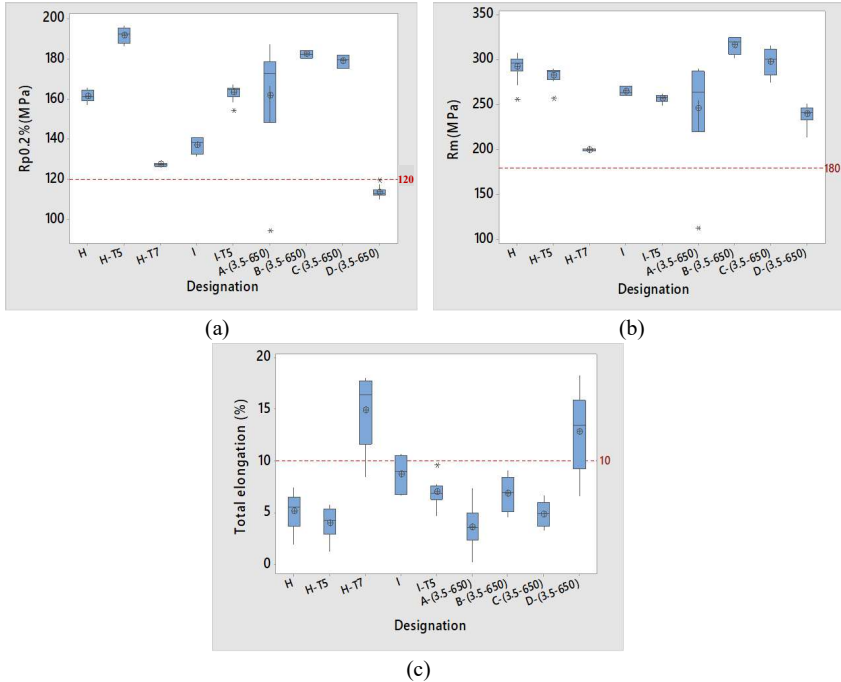 Rp0.2% (MPa)
200
180
160
140
120
100
120
H
H-T5
H-T7
I
I-T5
A-(3.5-650)
B-(3.5-650)
C-(3.5-650)
D-(3.5-650)
Designation
(a)
Rm (MPa)
350
300
250
200
150
100
180
H
H-T5
H-T7
I
I-T5
A-(3.5-650)
B-(3.5-650)
C-(3.5-650)
D-(3.5-650)
Designation
(b)
Total elongation (%)
20
15
10
5
0
10
H
H-T5
H-T7
I
I-T5
A-(3.5-650)
B-(3.5-650)
C-(3.5-650)
D-(3.5-650)
Designation
(c)